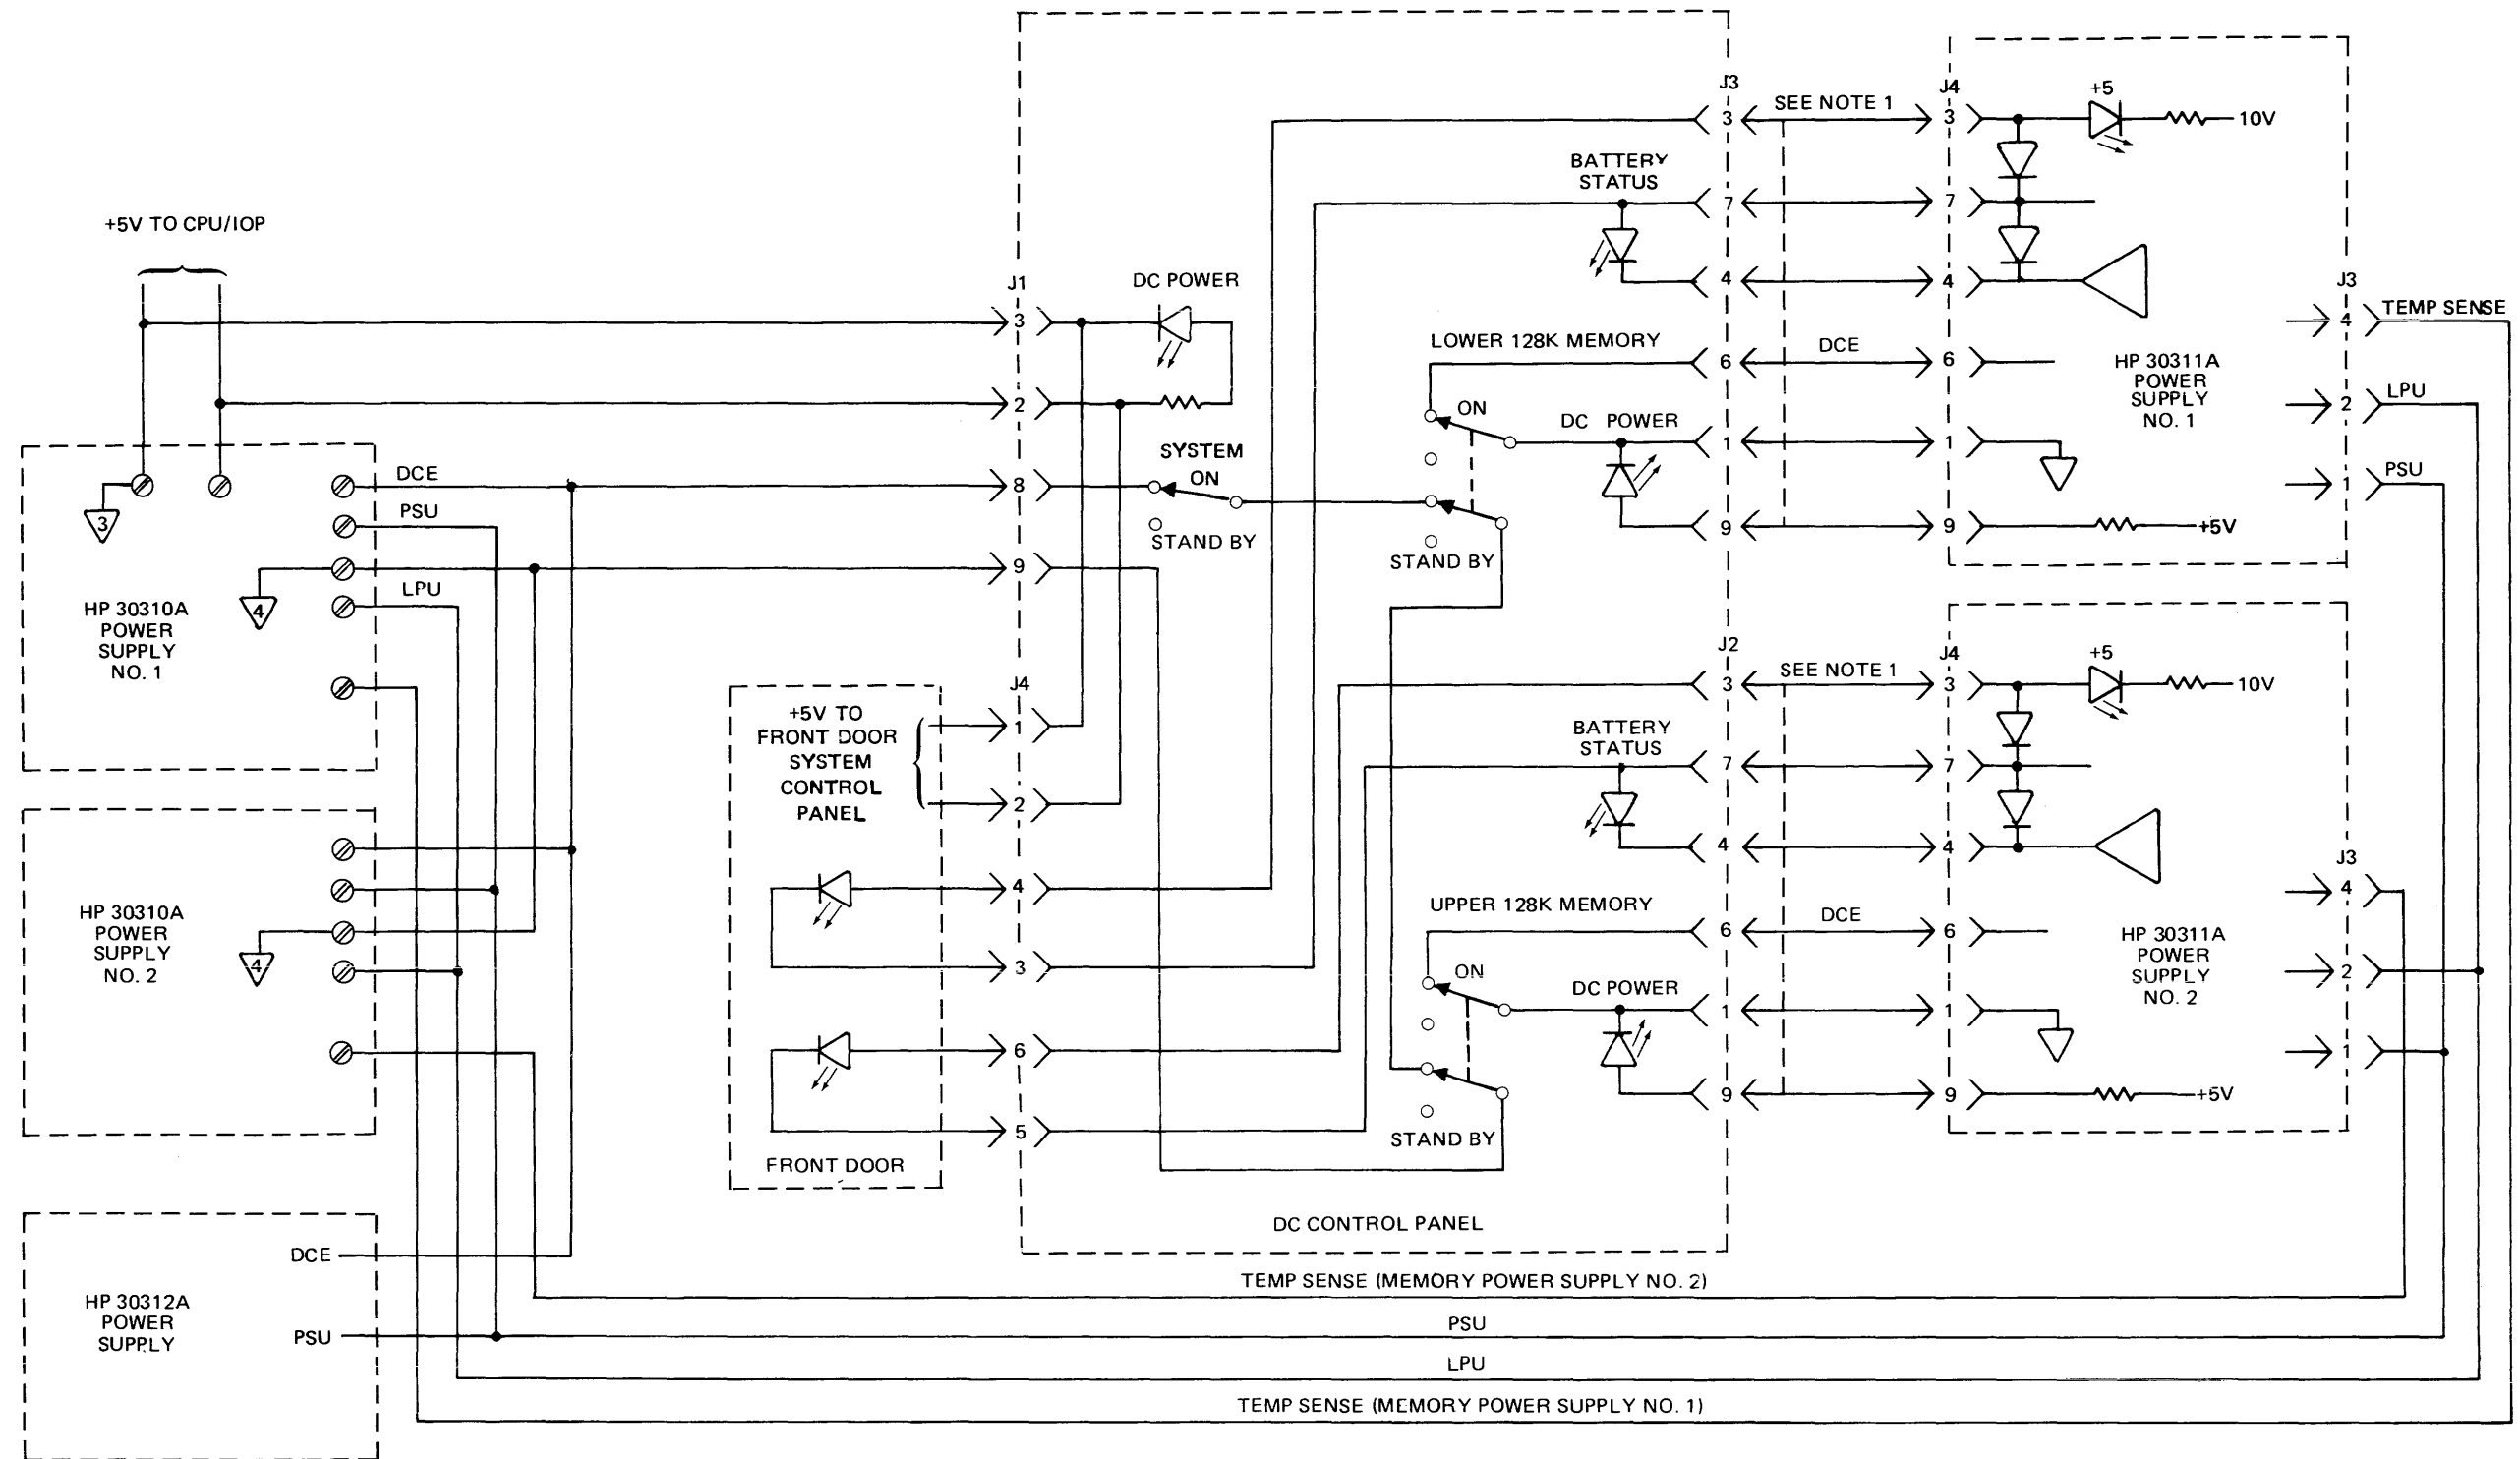 +5V TO CPU/IOP
HP 30310A
POWER
SUPPLY
NO. 1
3
4
DCE
PSU
LPU
HP 30310A
POWER
SUPPLY
NO. 2
4
HP 30312A
POWER
SUPPLY
DCE
PSU
+5V TO
FRONT DOOR
SYSTEM
CONTROL
PANEL
FRONT DOOR
J1
3
2
8
9
J4
1
2
4
3
6
5
DC POWER
SYSTEM
ON
STAND BY
BATTERY
STATUS
LOWER 128K MEMORY
ON
DC POWER
STAND BY
J3
3
7
4
6
1
9
SEE NOTE 1
DCE
J4
3
7
4
6
1
9
+5
10V
+5V
HP 30311A
POWER
SUPPLY
NO. 1
J3
4
2
1
TEMP SENSE
LPU
PSU
BATTERY
STATUS
UPPER 128K MEMORY
ON
DC POWER
STAND BY
J2
3
7
4
6
1
9
SEE NOTE 1
DCE
J4
3
7
4
6
1
9
+5
10V
+5V
HP 30311A
POWER
SUPPLY
NO. 2
J3
4
2
1
DC CONTROL PANEL
TEMP SENSE (MEMORY POWER SUPPLY NO. 2)
PSU
LPU
TEMP SENSE (MEMORY POWER SUPPLY NO. 1)